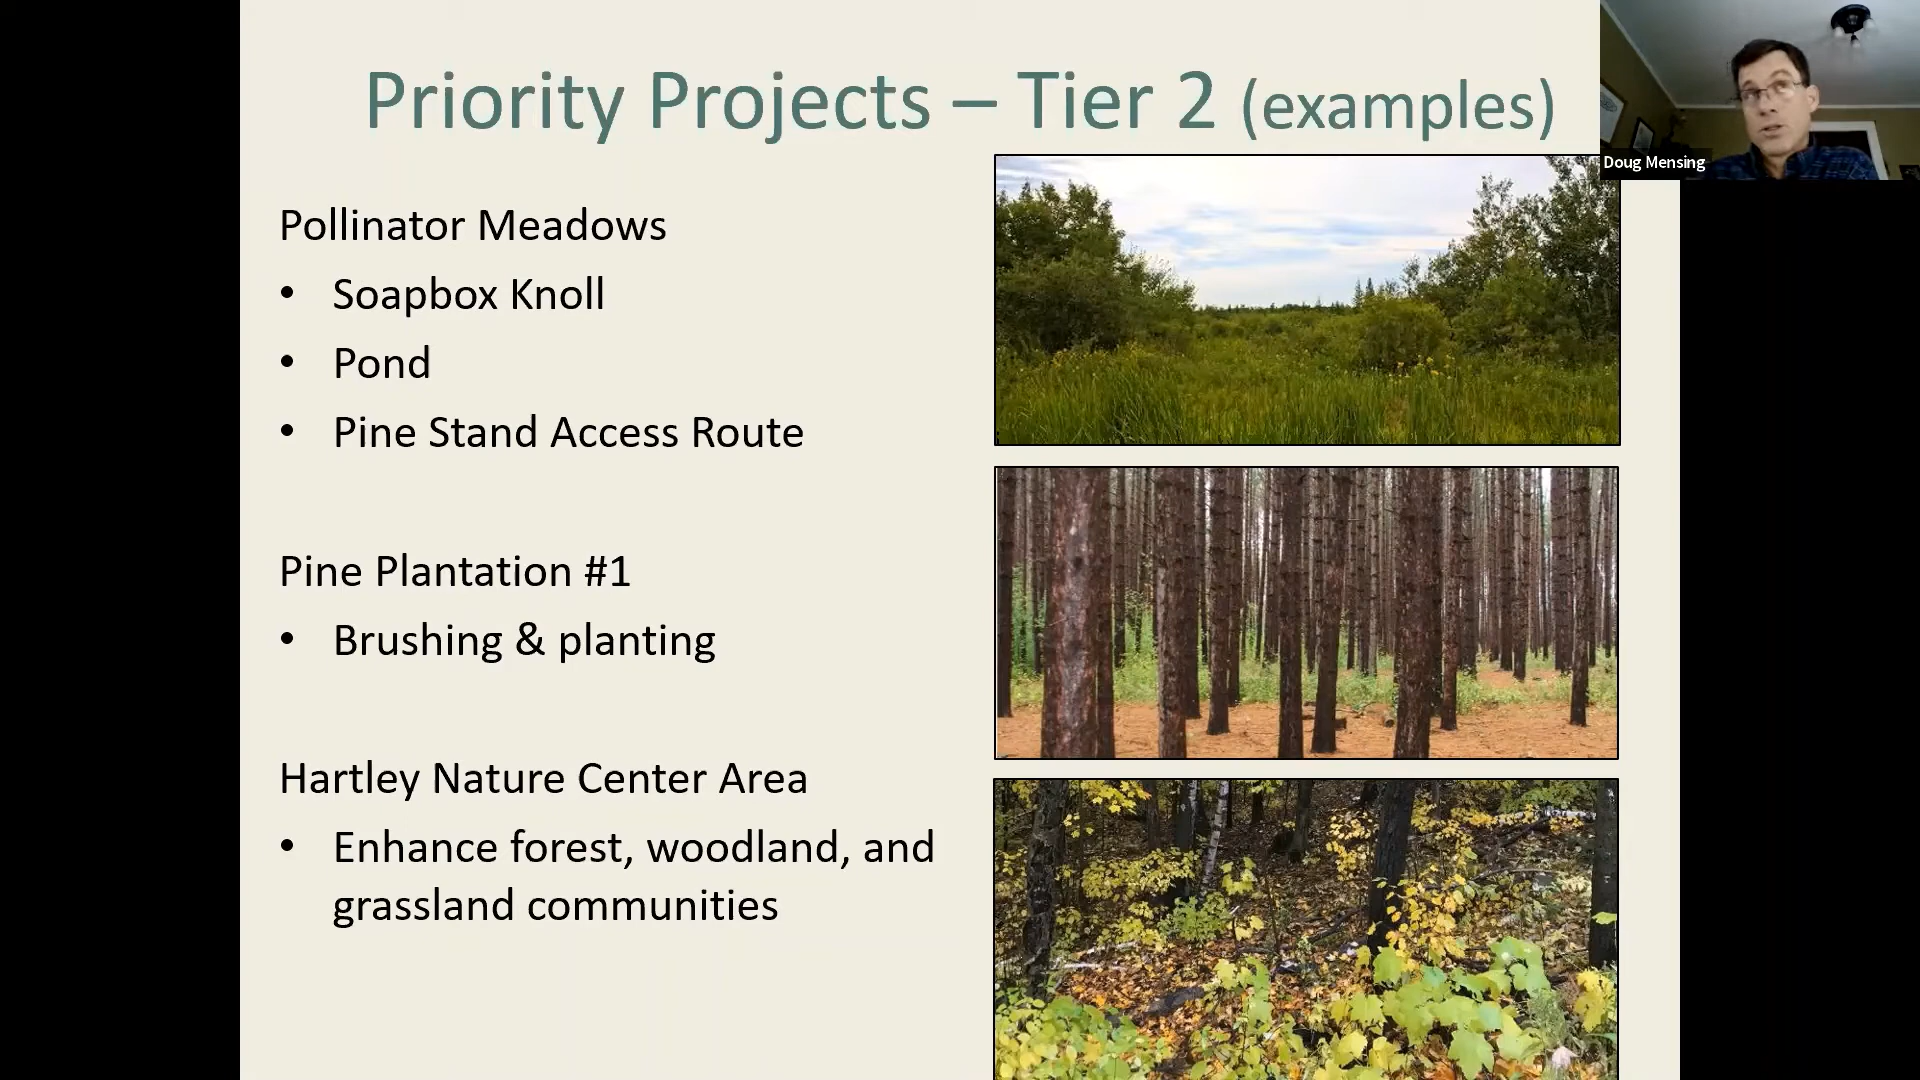 Priority Projects – Tier 2 (examples)
Doug Mensing
Pollinator Meadows
• Soapbox Knoll
• Pond
• Pine Stand Access Route
Pine Plantation #1
• Brushing & planting
Hartley Nature Center Area
• Enhance forest, woodland, and
grassland communities